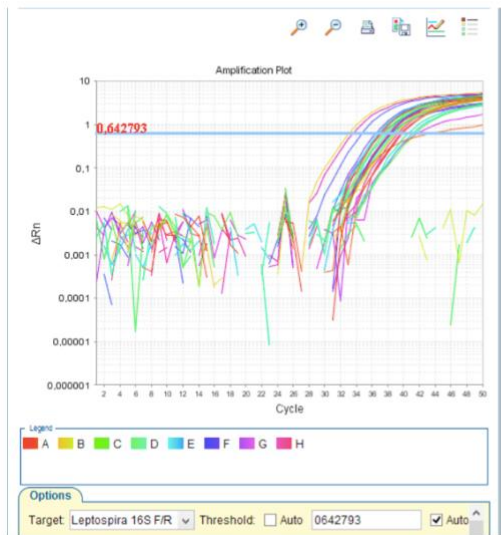 Amplification Plot
10
0,642793
1
0,1
0,01
0,001
0,0001
0,00001
0,000001
ΔRn
2 4 6 8 10 12 14 16 18 20 22 24 26 28 30 32 34 36 38 40 42 44 46 48 50
Cycle
Legend
A B C D E F G H
Options
Target: Leptospira 16S F/R Threshold: Auto 0642793 Auto